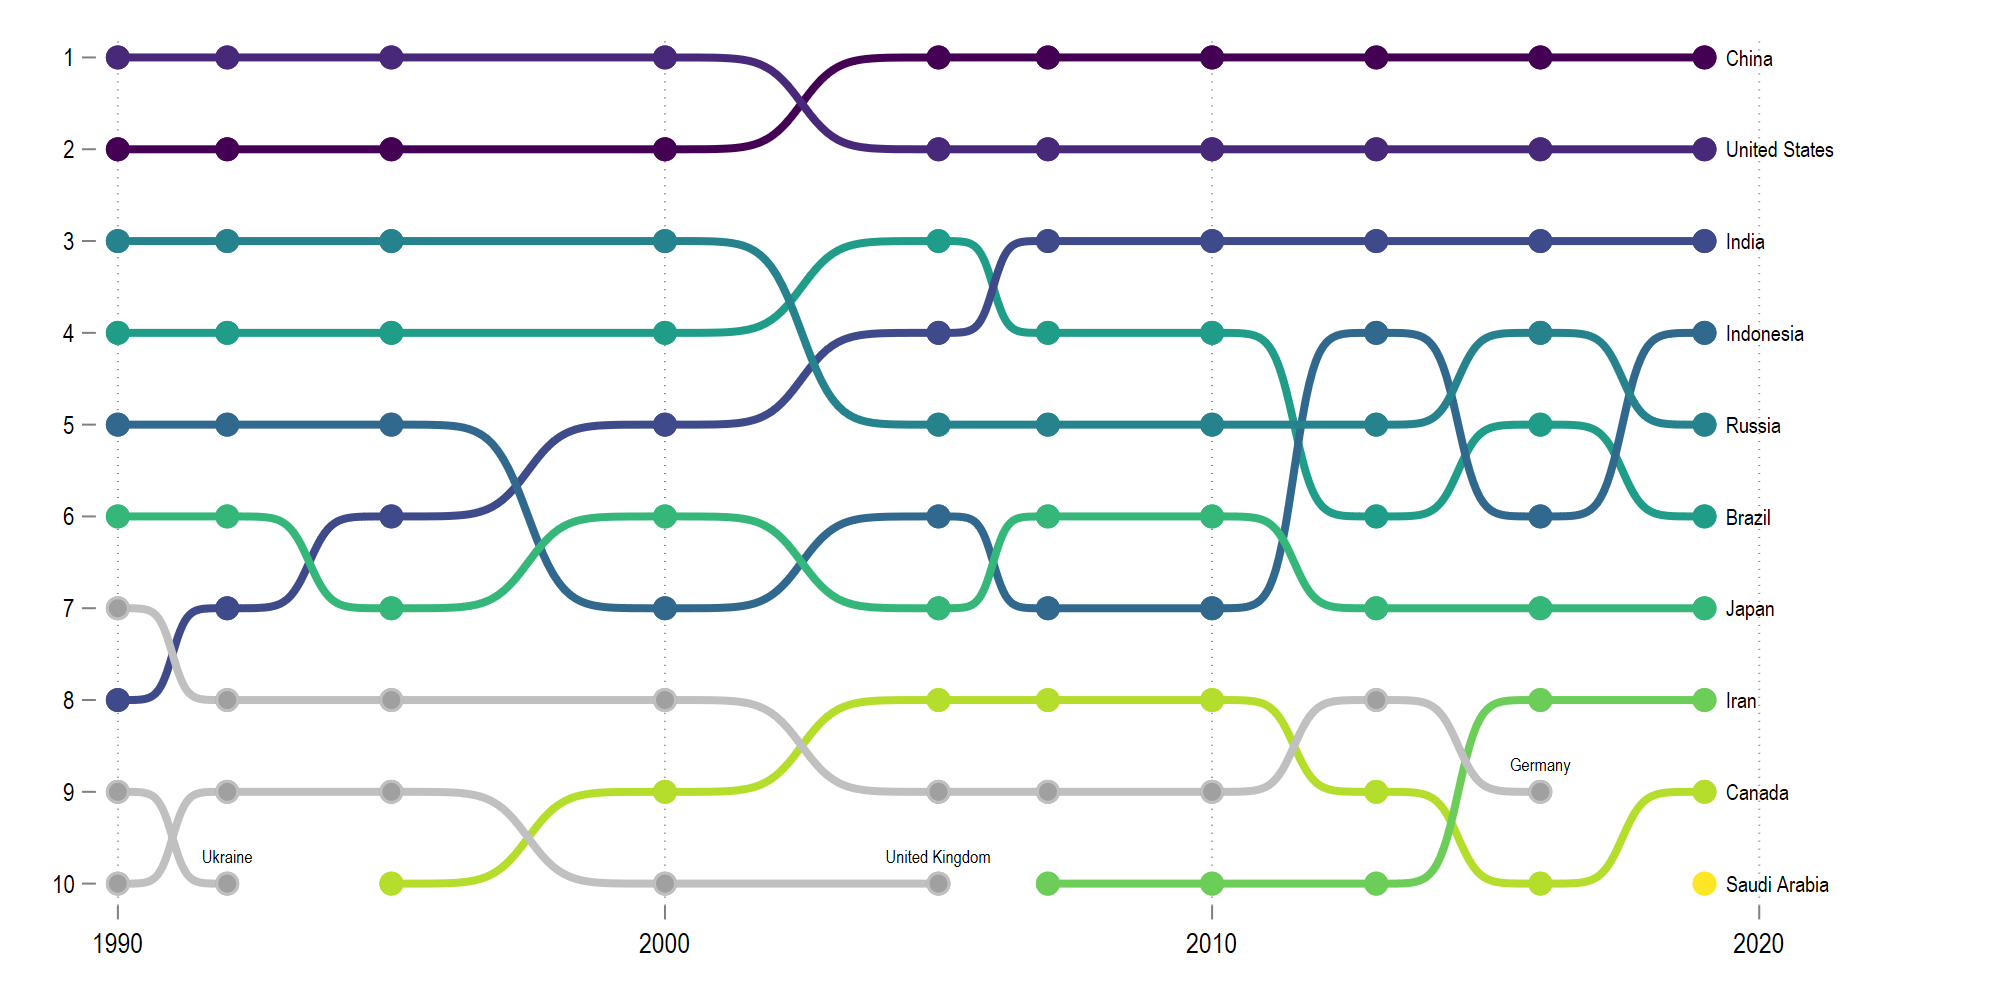 1
China
2
United States
3
India
4
Indonesia
5
Russia
6
Brazil
7
Japan
8
Iran
Germany
9
Canada
Ukraine
United Kingdom
10
Saudi Arabia
1990
2000
2010
2020